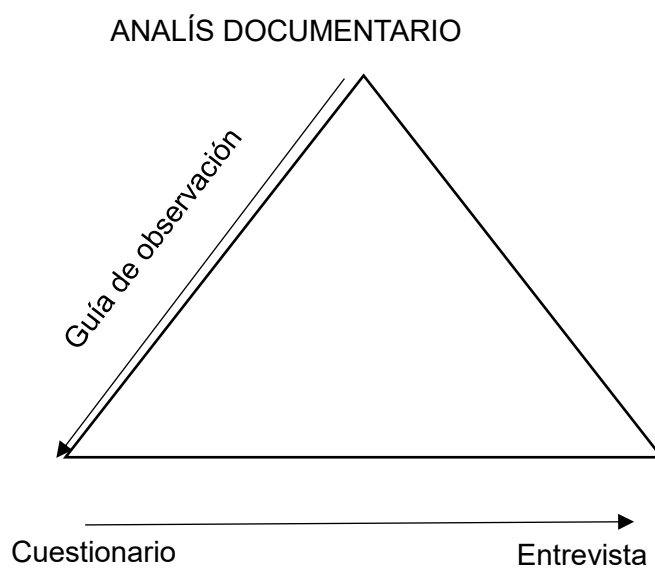 ANALÍS DOCUMENTARIO
Guía de observación
Cuestionario
Entrevista